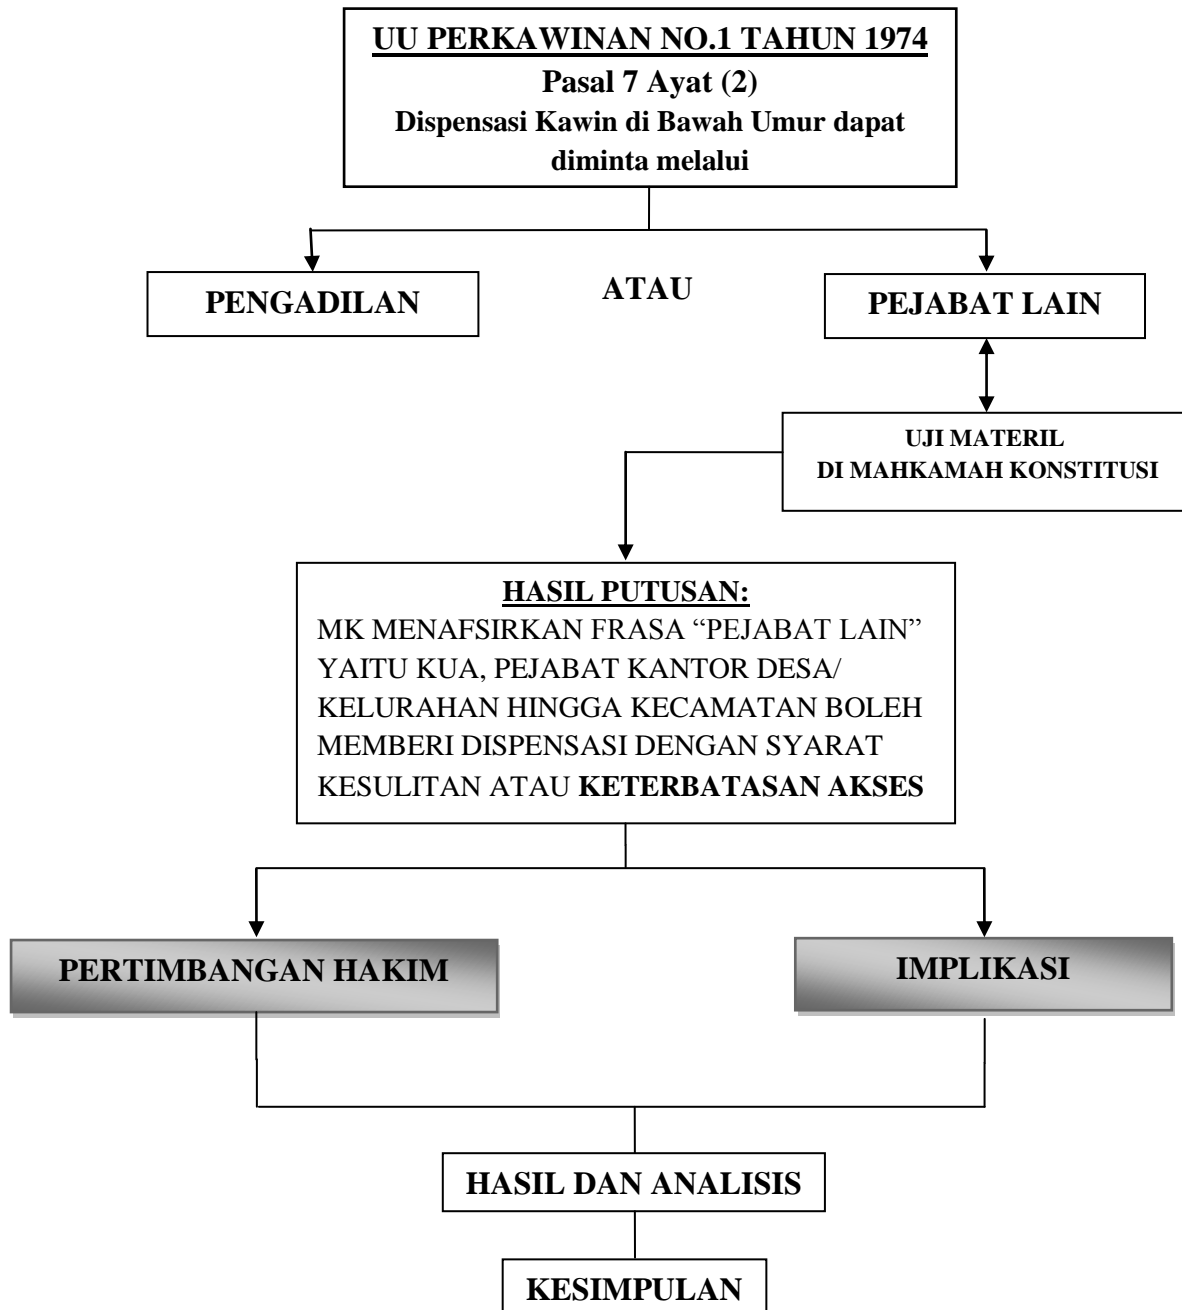 UU PERKAWINAN NO.1 TAHUN 1974
Pasal 7 Ayat (2)
Dispensasi Kawin di Bawah Umur dapat
diminta melalui
PENGADILAN
ATAU
PEJABAT LAIN
UJI MATERIL
DI MAHKAMAH KONSTITUSI
HASIL PUTUSAN:
MK MENAFSIRKAN FRASA “PEJABAT LAIN”
YAITU KUA, PEJABAT KANTOR DESA/
KELURAHAN HINGGA KECAMATAN BOLEH
MEMBERI DISPENSASI DENGAN SYARAT
KESULITAN ATAU KETERBATASAN AKSES
PERTIMBANGAN HAKIM
IMPLIKASI
HASIL DAN ANALISIS
KESIMPULAN